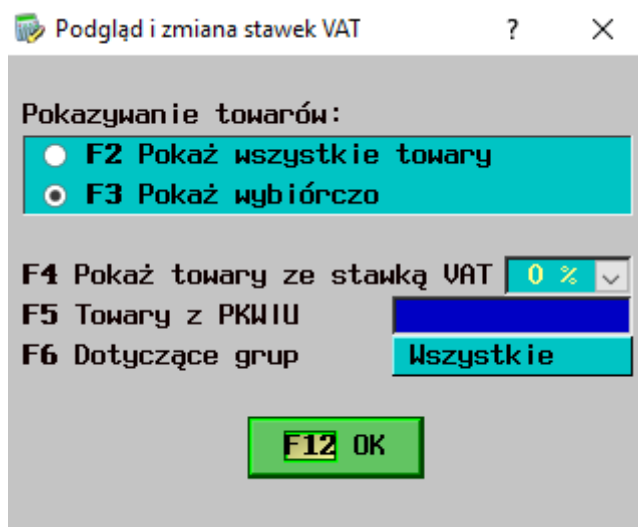 Podgląd i zmiana stawek VAT ?
Pokazywanie towarów:
F2 Pokaż wszystkie towary
F3 Pokaż wybiórczo
F4 Pokaż towary ze stawką VAT 0 %
F5 Towary z PKWIU
F6 Dotyczące grup Wszystkie
F12 OK